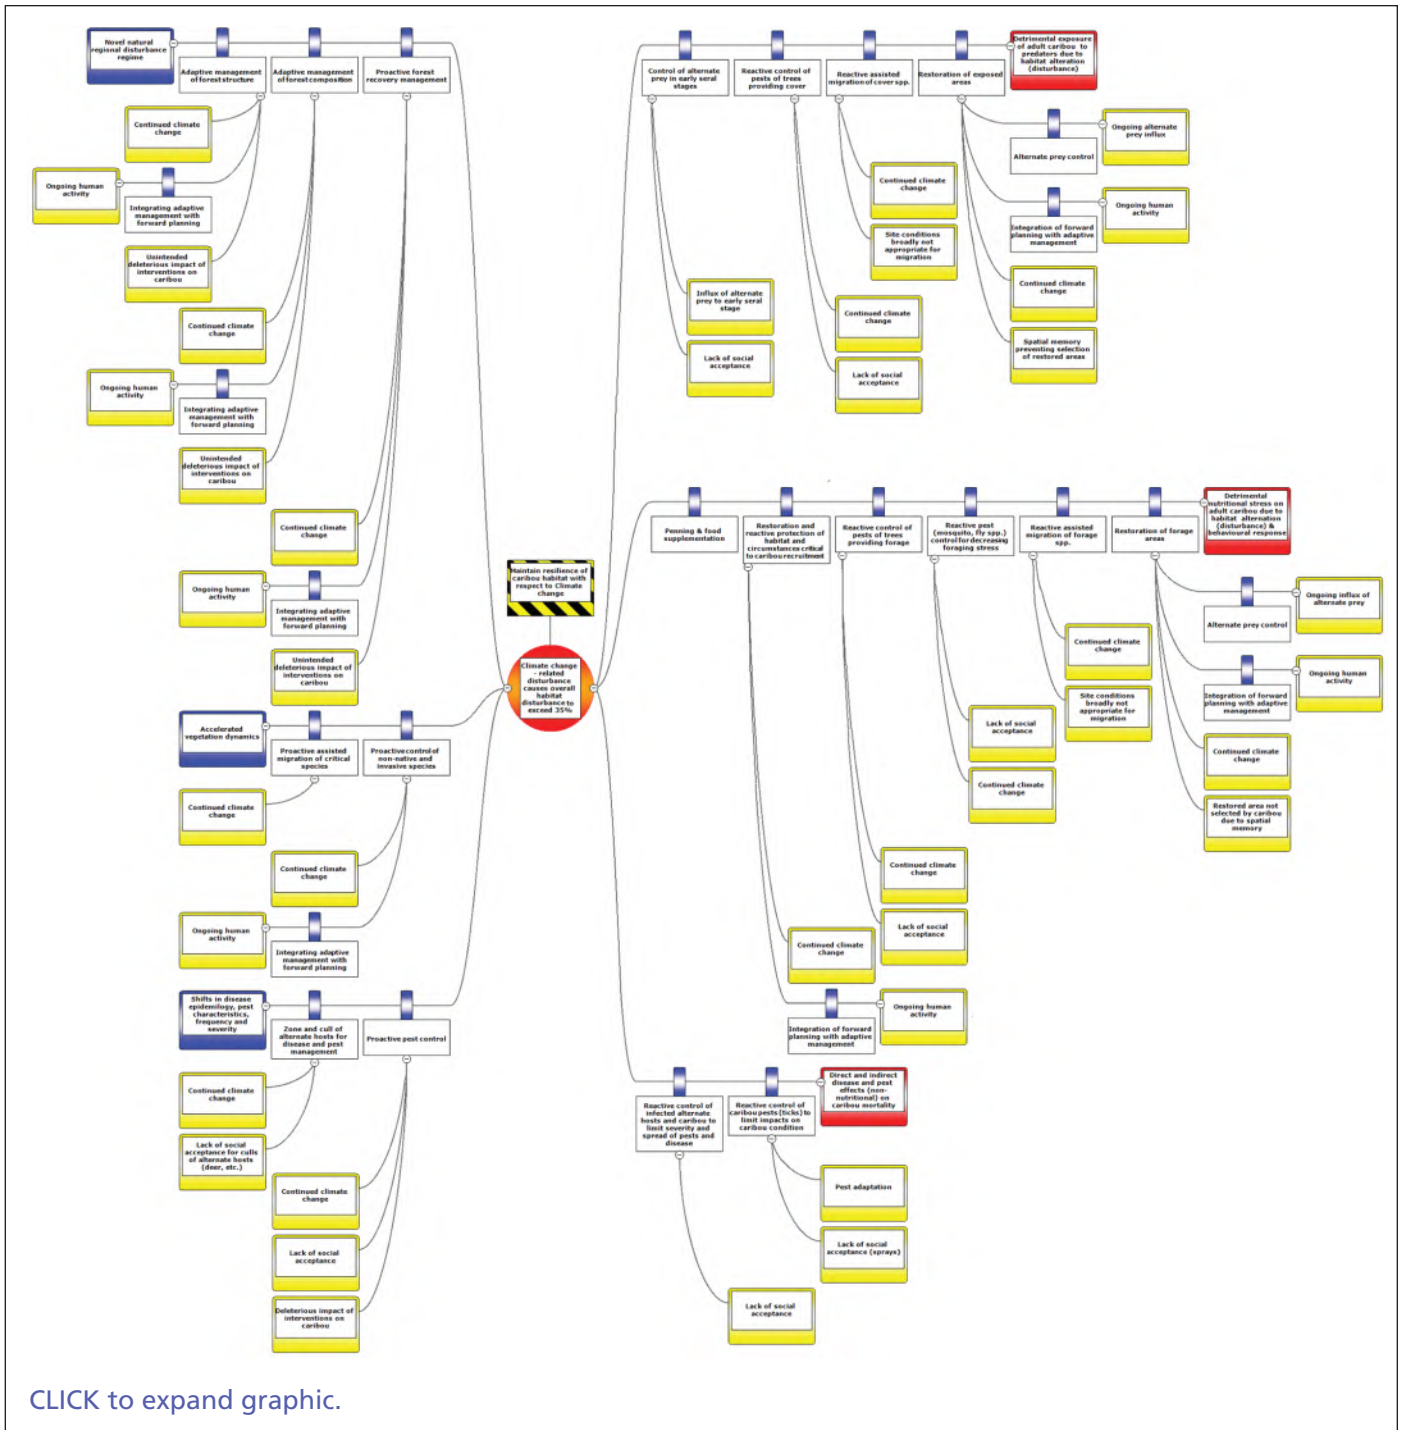 Novel natural
regional disturbance
regime
Adaptive management
of forest structure
Adaptive management
of forest composition
Proactive forest
recovery management
Continued climate
change
Ongoing human
activity
Integrating adaptive
management with
forward planning
Unintended
deleterious impact of
interventions on
caribou
Continued climate
change
Ongoing human
activity
Integrating adaptive
management with
forward planning
Unintended
deleterious impact of
interventions on
caribou
Continued climate
change
Ongoing human
activity
Integrating adaptive
management with
forward planning
Unintended
deleterious impact of
interventions on
caribou
Accelerated
vegetation dynamics
Proactive assisted
migration of critical
species
Proactive control of
non-native and
invasive species
Continued climate
change
Continued climate
change
Ongoing human
activity
Integrating adaptive
management with
forward planning
Shifts in disease
epidemilogy, pest
characteristics,
frequency and
severity
Zone and cull of
alternate hosts for
disease and pest
management
Proactive pest control
Continued climate
change
Lack of social
acceptance for culls
of alternate hosts
(deer, etc.)
Continued climate
change
Lack of social
acceptance
Deleterious impact of
interventions on
caribou
Maintain resilience of
caribou habitat with
respect to Climate
change
Climate change
- related
disturbance
causes overall
habitat
disturbance to
exceed 35%
Control of alternate
prey in early seral
stages
Reactive control of
pests of trees
providing cover
Reactive assisted
migration of cover spp.
Restoration of exposed
areas
Detrimental exposure
of adult caribou to
predators due to
habitat alteration
(disturbance)
Ongoing alternate
prey influx
Alternate prey control
Ongoing human
activity
Integration of forward
planning with adaptive
management
Continued climate
change
Spatial memory
preventing selection
of restored areas
Continued climate
change
Site conditions
broadly not
appropriate for
migration
Influx of alternate
prey to early seral
stage
Lack of social
acceptance
Continued climate
change
Lack of social
acceptance
Penning & food
supplementation
Restoration and
reactive protection of
habitat and
circumstances critical
to caribou recruitment
Reactive control of
pests of trees
providing forage
Reactive pest
(mosquito, fly spp.)
control for decreasing
foraging stress
Reactive assisted
migration of forage
spp.
Restoration of forage
areas
Detrimental
nutritional stress on
adult caribou due to
habitat alternation
(disturbance) &
behavioural response
Ongoing influx of
alternate prey
Alternate prey control
Ongoing human
activity
Integration of forward
planning with adaptive
management
Continued climate
change
Restored area not
selected by caribou
due to spatial
memory
Continued climate
change
Site conditions
broadly not
appropriate for
migration
Lack of social
acceptance
Continued climate
change
Continued climate
change
Lack of social
acceptance
Continued climate
change
Ongoing human
activity
Integration of forward
planning with adaptive
management
Reactive control of
infected alternate
hosts and caribou to
limit severity and
spread of pests and
disease
Reactive control of
caribou pests (ticks) to
limit impacts on
caribou condition
Direct and indirect
disease and pest
effects (non-
nutritional) on
caribou mortality
Pest adaptation
Lack of social
acceptance (sprays)
Lack of social
acceptance
CLICK to expand graphic.